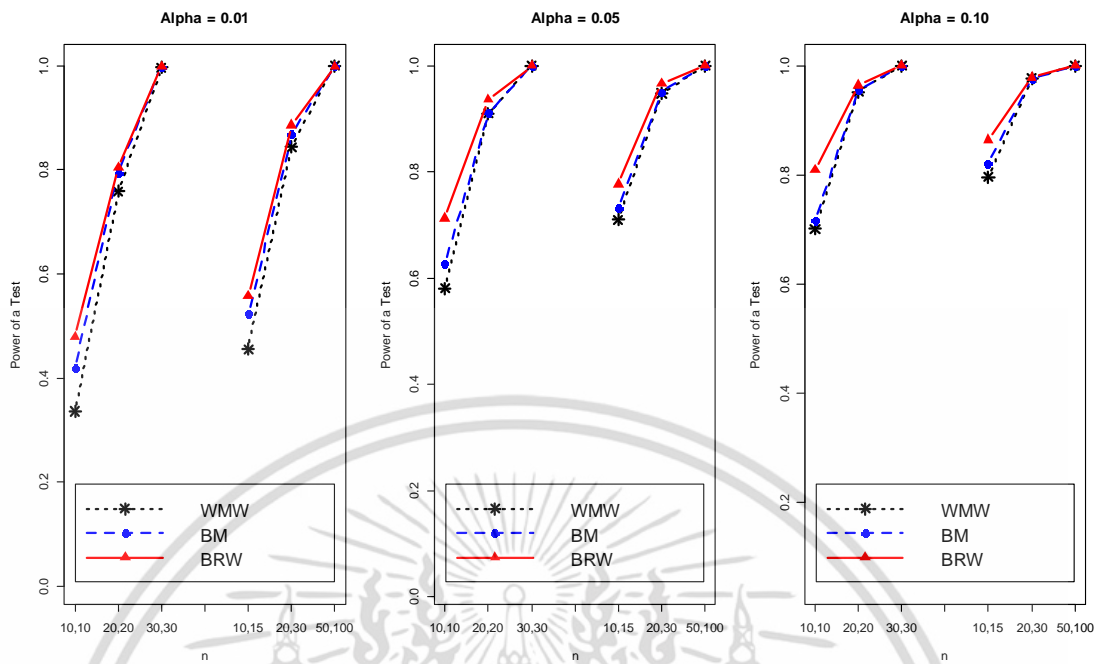 Alpha = 0.01
Power of a Test
1.0
0.8
0.6
0.4
0.2
0.0
WMW
BM
BRW
10,10 20,20 30,30 10,15 20,30 50,100
n
Alpha = 0.05
Power of a Test
1.0
0.8
0.6
0.4
0.2
0.0
WMW
BM
BRW
10,10 20,20 30,30 10,15 20,30 50,100
n
Alpha = 0.10
Power of a Test
1.0
0.8
0.6
0.4
0.2
WMW
BM
BRW
10,10 20,20 30,30 10,15 20,30 50,100
n